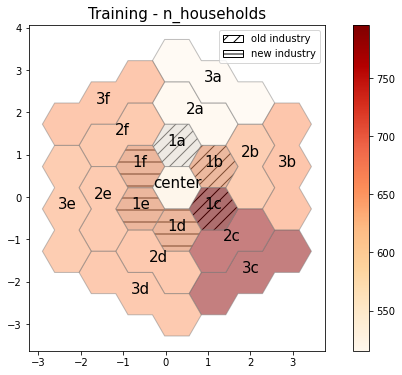 Training - n_households
old industry
new industry
3a
3f
2a
2f
1a
1f
1b
2b
3b
center
2e
3e
1e
1c
1d
2c
2d
3c
3d
4
3
2
1
0
−1
−2
−3
−3
−2
−1
0
1
2
3
750
700
650
600
550